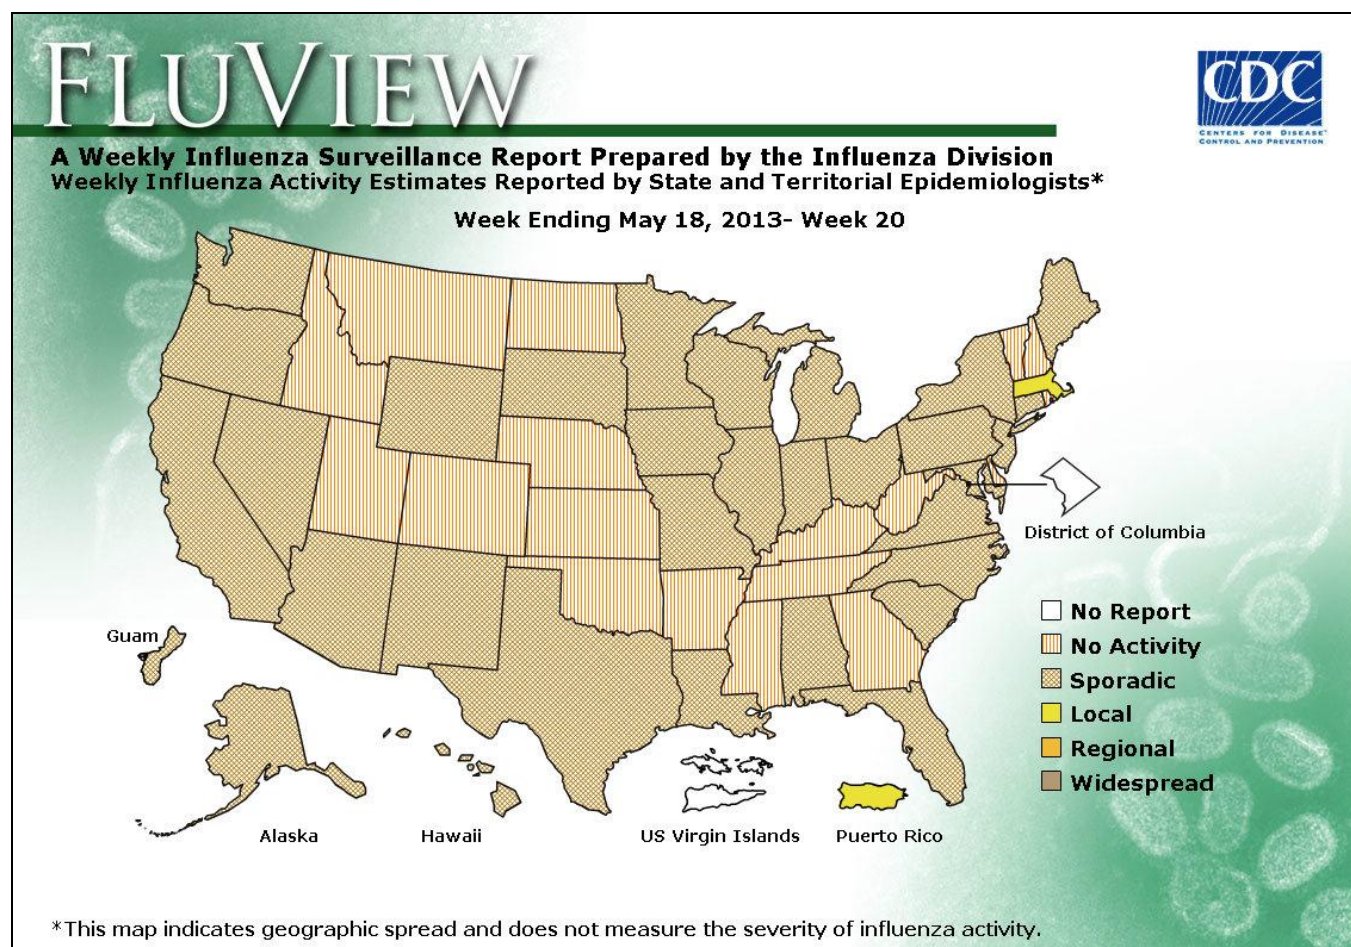 FLUVIEW
CDC
CENTERS FOR DISEASE™
CONTROL AND PREVENTION
A Weekly Influenza Surveillance Report Prepared by the Influenza Division
Weekly Influenza Activity Estimates Reported by State and Territorial Epidemiologists*
Week Ending May 18, 2013- Week 20
District of Columbia
No Report
No Activity
Sporadic
Local
Regional
Widespread
Guam
Alaska
Hawaii
US Virgin Islands
Puerto Rico
*This map indicates geographic spread and does not measure the severity of influenza activity.